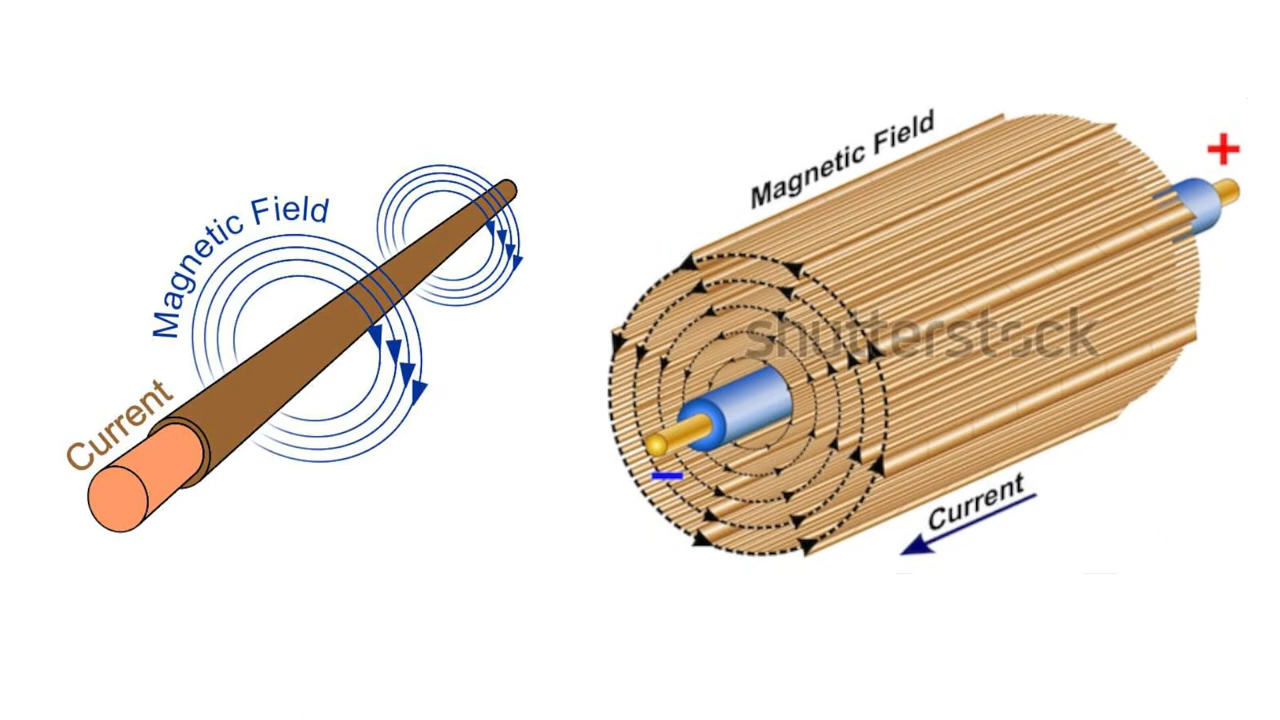 Magnetic Field
Current
Magnetic Field
+
shutterstock
−
Current